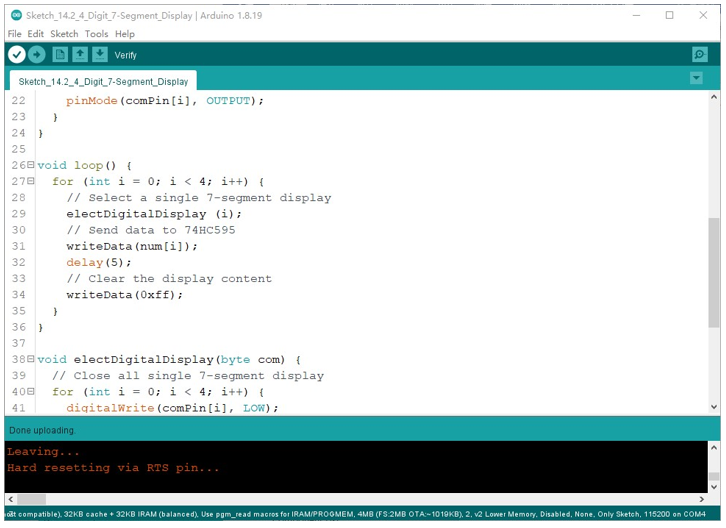 Sketch_14.2_4_Digit_7-Segment_Display | Arduino 1.8.19
File Edit Sketch Tools Help
Verify
Sketch_14.2_4_Digit_7-Segment_Display
22 pinMode(comPin[i], OUTPUT);
23 }
24 }
25
26 void loop() {
27 for (int i = 0; i < 4; i++) {
28 // Select a single 7-segment display
29 electDigitalDisplay (i);
30 // Send data to 74HC595
31 writeData(num[i]);
32 delay(5);
33 // Clear the display content
34 writeData(0xff);
35 }
36 }
37
38 void electDigitalDisplay(byte com) {
39 // Close all single 7-segment display
40 for (int i = 0; i < 4; i++) {
41 digitalWrite(comPin[i], LOW);
Done uploading.
Leaving...
Hard resetting via RTS pin...
compatible), 32KB cache + 32KB IRAM (balanced), Use pgm_read macros for IRAM/PROGMEM, 4MB (FS:2MB OTA:~1019KB), 2, v2 Lower Memory, Disabled, None, Only Sketch, 115200 on COM4